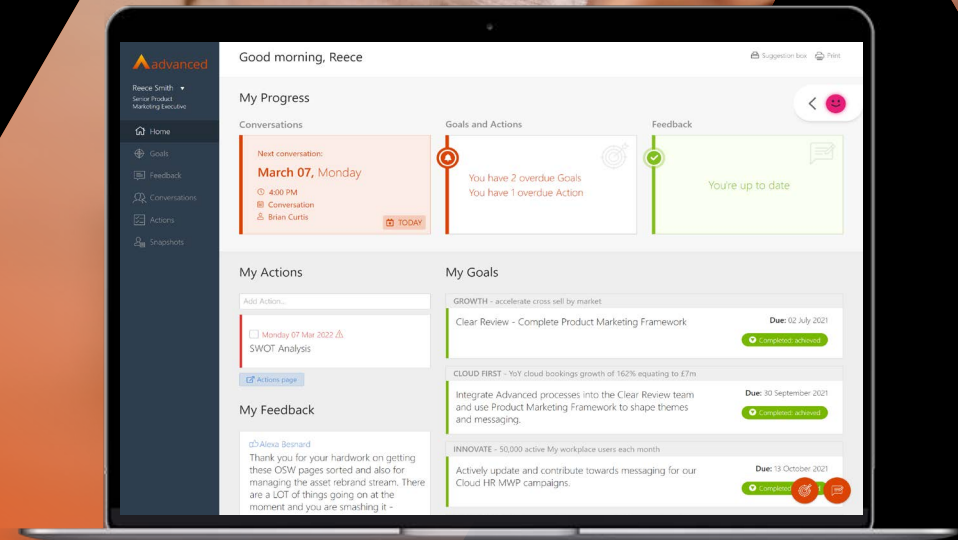 advanced
Reece Smith
Senior Product
Marketing Executive
Home
Goals
Feedback
Conversations
Actions
Snapshots
Good morning, Reece
Suggestion box
Print
My Progress
Conversations
Next conversation:
March 07, Monday
4:00 PM
Conversation
Brian Curtis
TODAY
Goals and Actions
You have 2 overdue Goals
You have 1 overdue Action
Feedback
You're up to date
My Actions
Add Action...
Monday 07 Mar 2022
SWOT Analysis
Actions page
My Feedback
Alexa Besnard
Thank you for your hardwork on getting
these OSW pages sorted and also for
managing the asset rebrand stream. There
are a LOT of things going on at the
moment and you are smashing it -
My Goals
GROWTH - accelerate cross sell by market
Clear Review - Complete Product Marketing Framework
Due: 02 July 2021
Completed: achieved
CLOUD FIRST - YoY cloud bookings growth of 162% equating to £7m
Integrate Advanced processes into the Clear Review team
and use Product Marketing Framework to shape themes
and messaging.
Due: 30 September 2021
Completed: achieved
INNOVATE - 50,000 active My workplace users each month
Actively update and contribute towards messaging for our
Cloud HR MWP campaigns.
Due: 13 October 2021